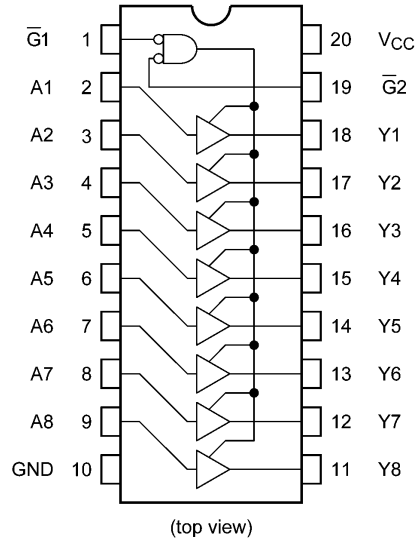 G̅1 1 20 VCC
A1 2 19 G̅2
A2 3 18 Y1
A3 4 17 Y2
A4 5 16 Y3
A5 6 15 Y4
A6 7 14 Y5
A7 8 13 Y6
A8 9 12 Y7
GND 10 11 Y8
(top view)